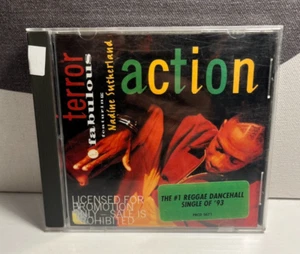 terror
fabulous
featuring
Nadine Sutherland
action
THE #1 REGGAE DANCEHALL
SINGLE OF '93
LICENSED FOR
PROMOTION
ONLY - SALE IS
PROHIBITED